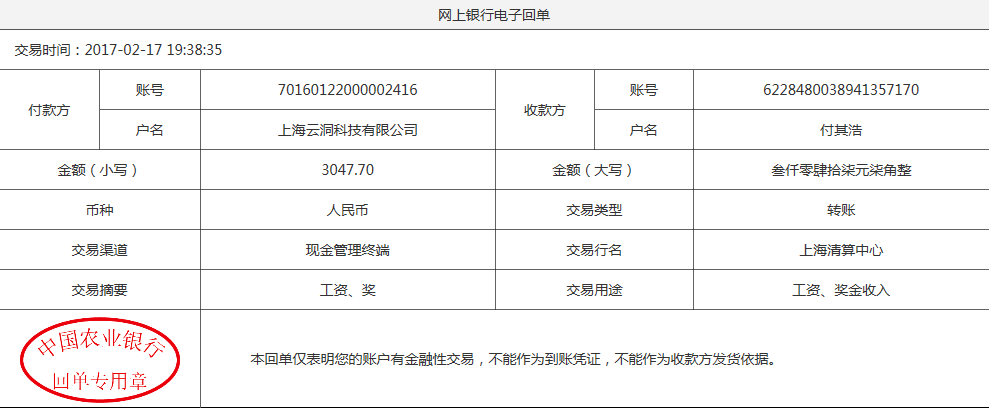 网上银行电子回单
交易时间：2017-02-17 19:38:35
付款方 账号 70160122000002416 收款方 账号 6228480038941357170
户名 上海云洞科技有限公司 户名 付其浩
金额（小写） 3047.70 金额（大写） 叁仟零肆拾柒元柒角整
币种 人民币 交易类型 转账
交易渠道 现金管理终端 交易行名 上海清算中心
交易摘要 工资、奖 交易用途 工资、奖金收入
中国农业银行
回单专用章
本回单仅表明您的账户有金融性交易，不能作为到账凭证，不能作为收款方发货依据。